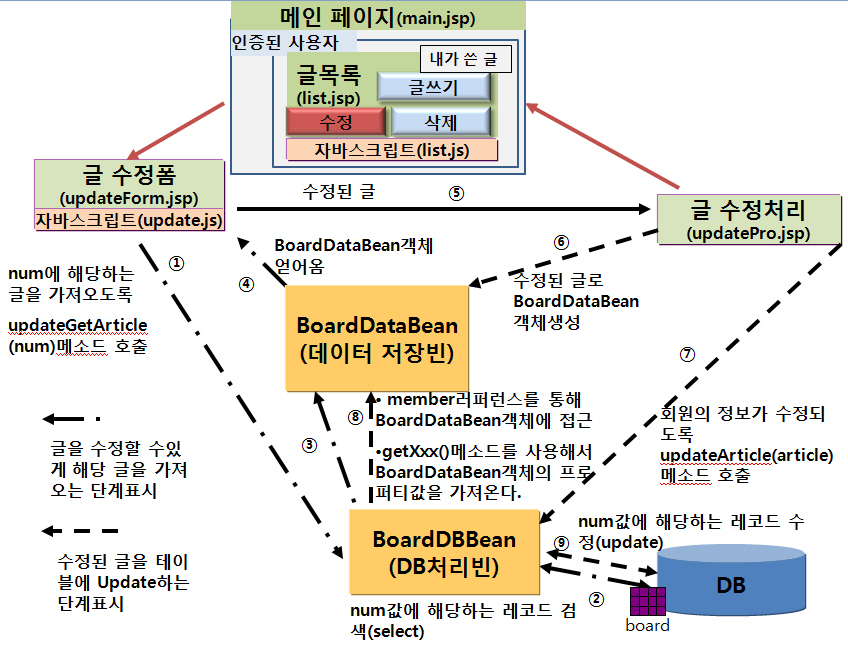 메인 페이지(main.jsp)
인증된 사용자
내가 쓴 글
글목록
(list.jsp)
글쓰기
수정
삭제
자바스크립트(list.js)
글 수정폼
(updateForm.jsp)
자바스크립트(update.js)
수정된 글
⑤
글 수정처리
(updatePro.jsp)
①
num에 해당하는
글을 가져오도록
updateGetArticle
(num)메소드 호출
BoardDataBean객체
얻어옴
④
⑥
수정된 글로
BoardDataBean
객체생성
BoardDataBean
(데이터 저장빈)
⑦
③
⑧
• member러퍼런스를 통해
BoardDataBean객체에 접근
•getXxx()메소드를 사용해서
BoardDataBean객체의 프로
퍼티값을 가져온다.
회원의 정보가 수정되
도록
updateArticle(article)
메소드 호출
글을 수정할 수있
게 해당 글을 가져
오는 단계표시
수정된 글을 테이
블에 Update하는
단계표시
BoardDBBean
(DB처리빈)
num값에 해당하는 레코드 수
정(update)
⑨
②
DB
board
num값에 해당하는 레코드 검
색(select)